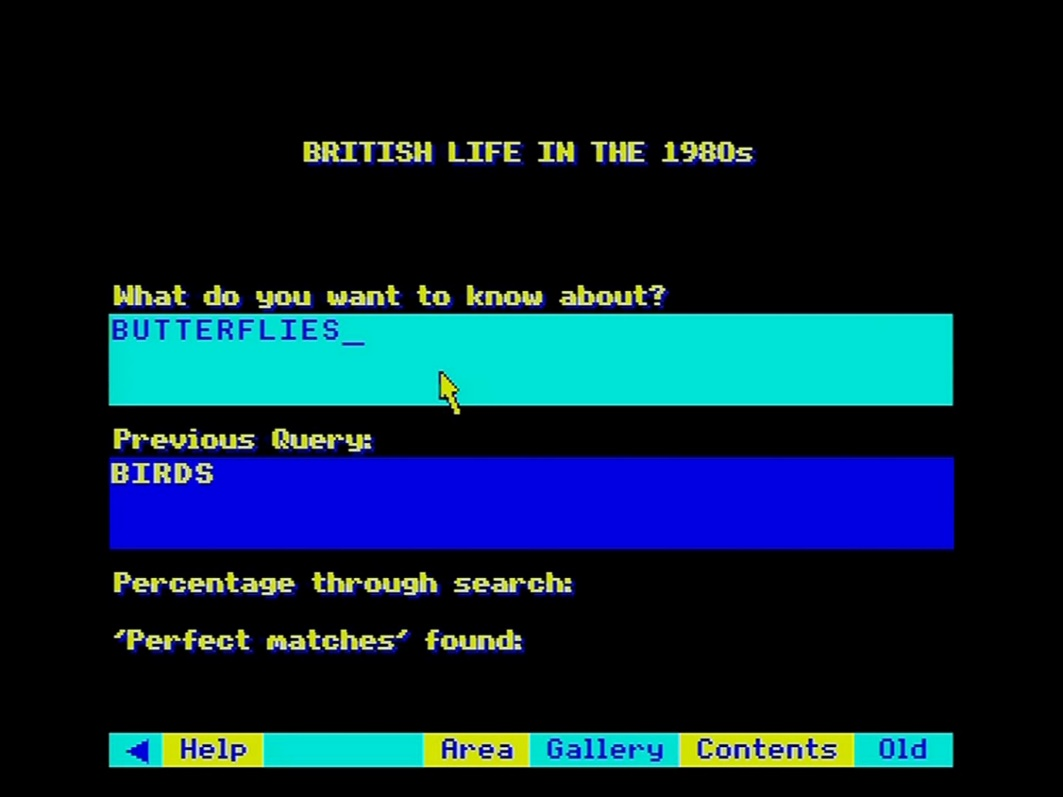 BRITISH LIFE IN THE 1980s
What do you want to know about?
BUTTERFLIES_
Previous Query:
BIRDS
Percentage through search:
'Perfect matches' found:
Help Area Gallery Contents Old